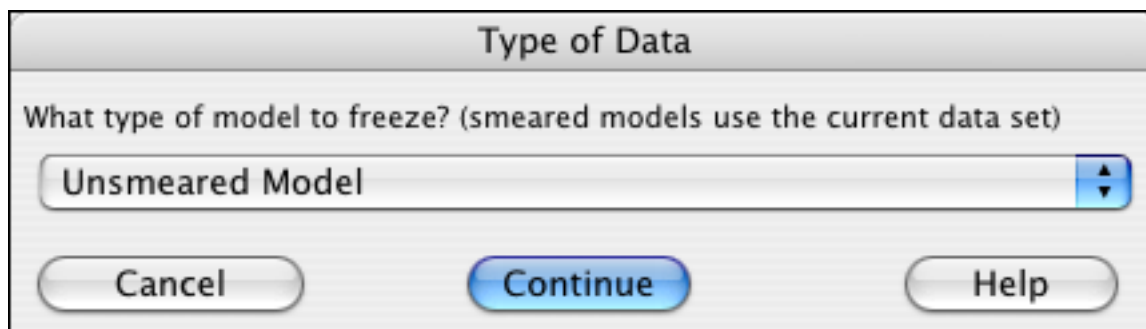 Type of Data
What type of model to freeze? (smeared models use the current data set)
Unsmeared Model
Cancel Continue Help